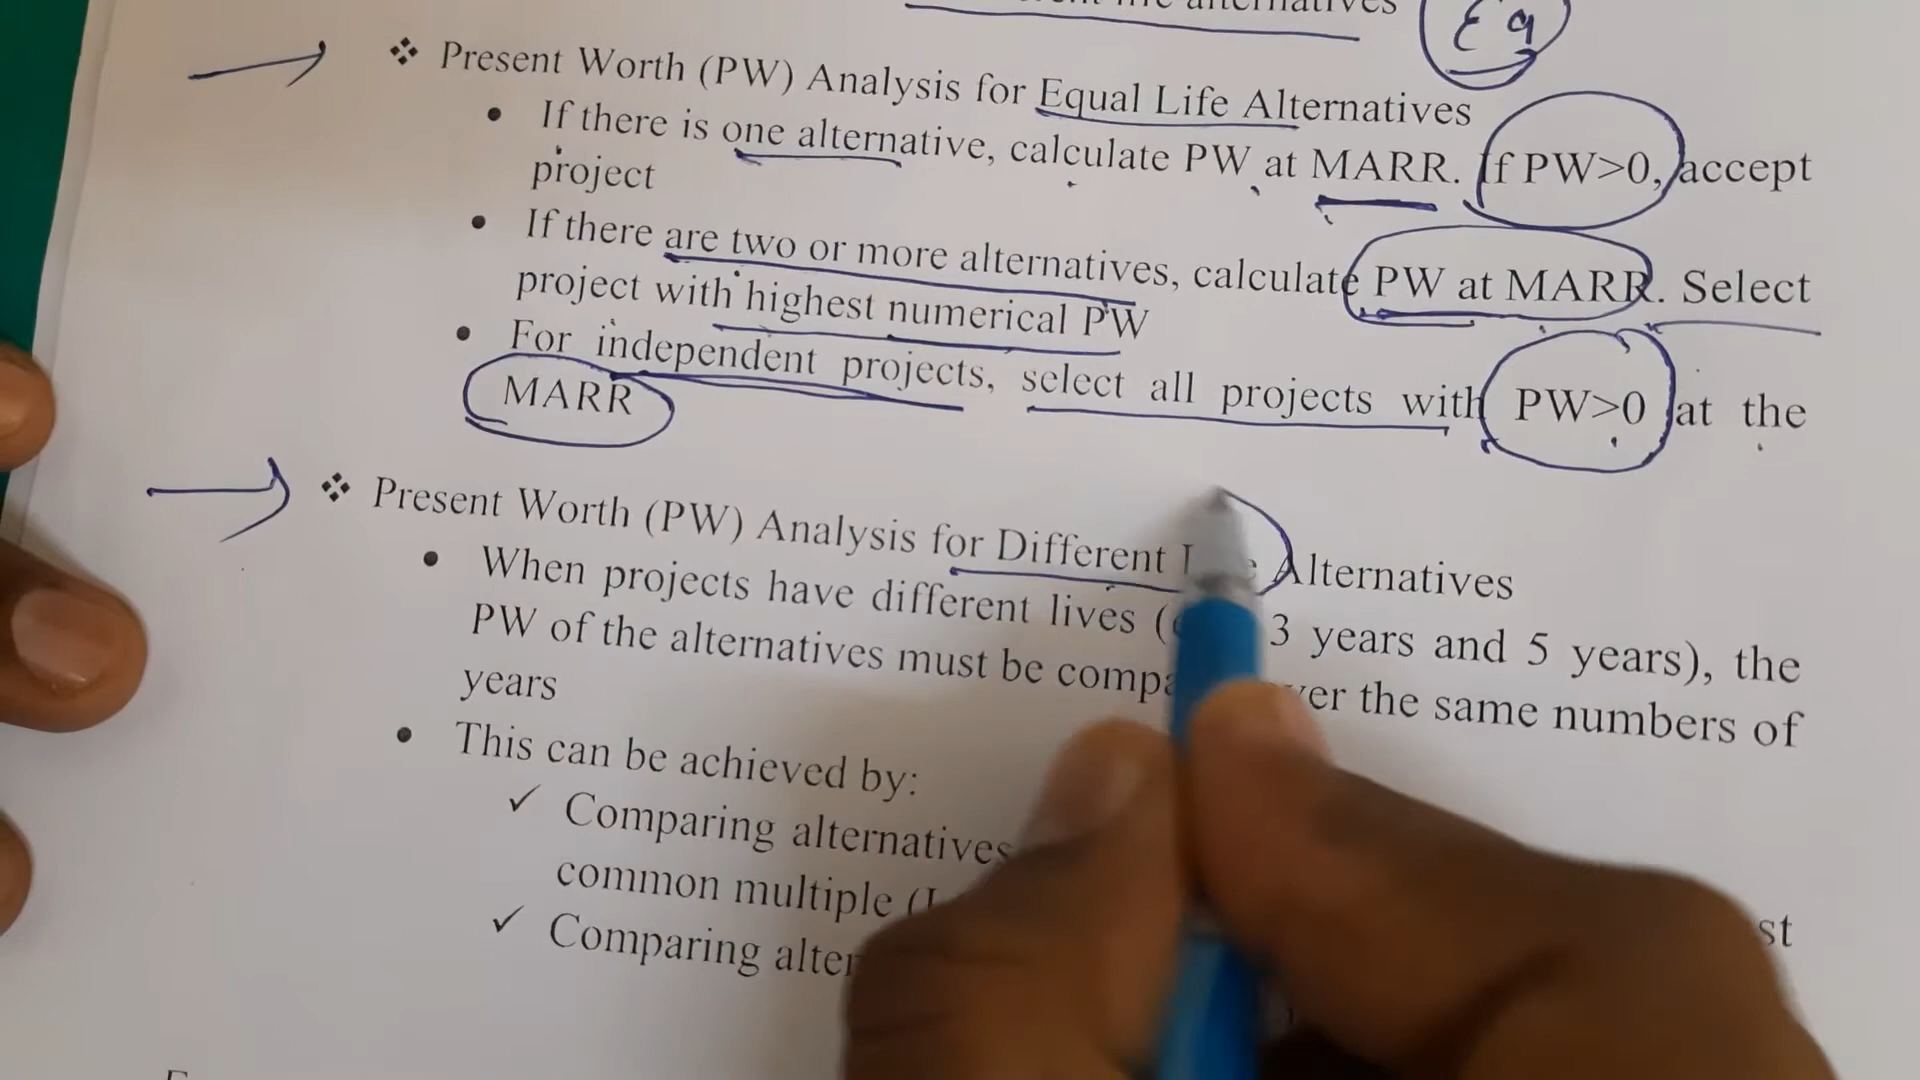 alternatives
Eq
❖ Present Worth (PW) Analysis for Equal Life Alternatives
• If there is one alternative, calculate PW at MARR. If PW>0, accept
project
• If there are two or more alternatives, calculate PW at MARR. Select
project with highest numerical PW
• For independent projects, select all projects with PW>0 at the
MARR
❖ Present Worth (PW) Analysis for Different Alternatives
• When projects have different lives ( 3 years and 5 years), the
PW of the alternatives must be the same numbers of
years
• This can be achieved by:
✓ Comparing alternatives
common multiple
✓ Comparing